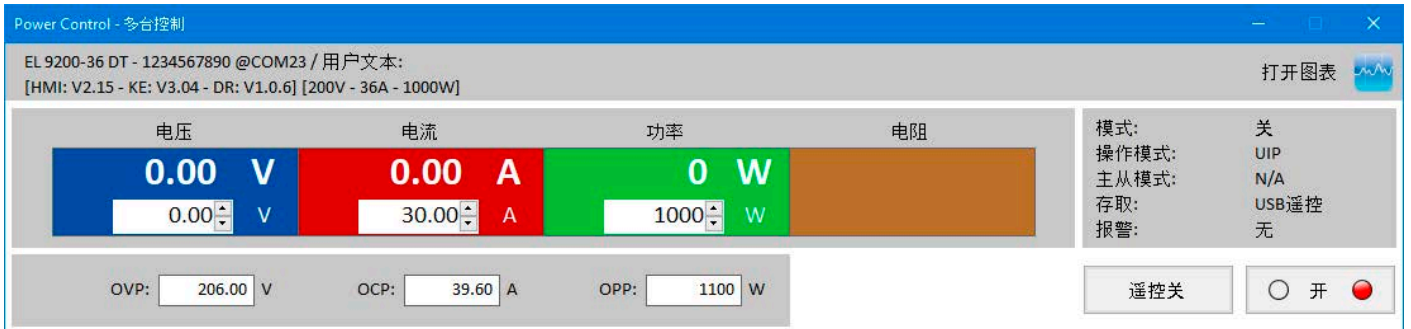 Power Control - 多台控制
EL 9200-36 DT - 1234567890 @COM23 / 用户文本:
[HMI: V2.15 - KE: V3.04 - DR: V1.0.6] [200V - 36A - 1000W]
打开图表
电压 电流 功率 电阻
0.00 V 0.00 A 0 W
0.00 V 30.00 A 1000 W
模式: 关
操作模式: UIP
主从模式: N/A
存取: USB遥控
报警: 无
OVP: 206.00 V OCP: 39.60 A OPP: 1100 W
遥控关 开